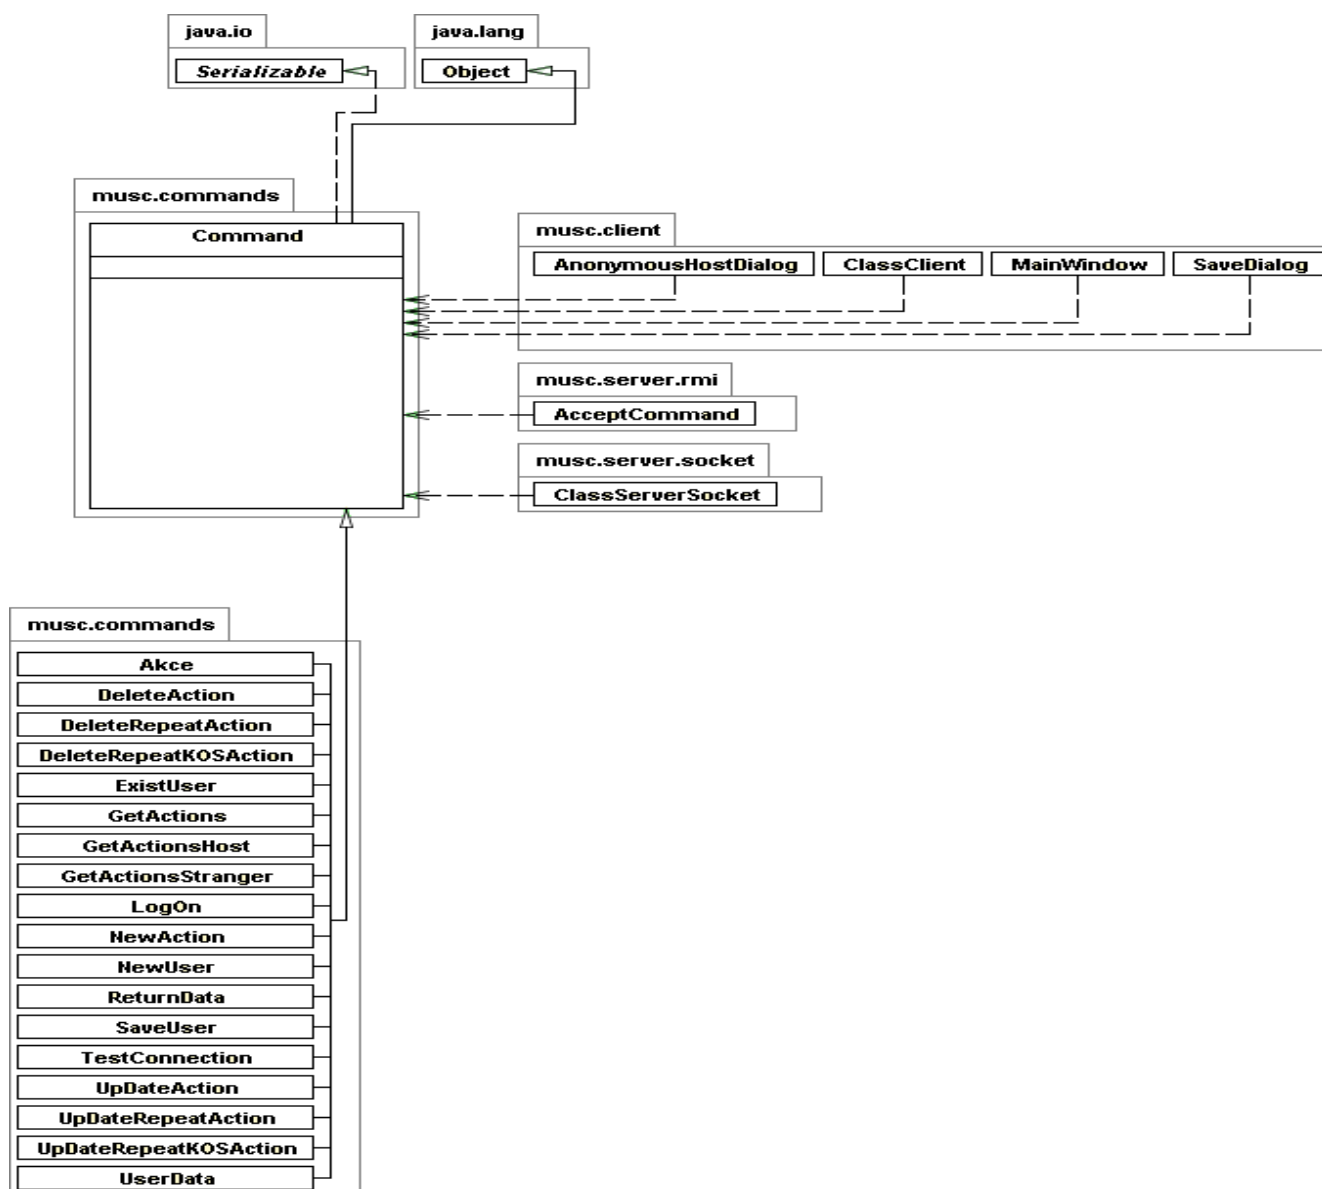 java.io
java.lang
Serializable
Object
musc.commands
Command
musc.client
AnonymousHostDialog
ClassClient
MainWindow
SaveDialog
musc.server.rmi
AcceptCommand
musc.server.socket
ClassServerSocket
musc.commands
Akce
DeleteAction
DeleteRepeatAction
DeleteRepeatKOSAction
ExistUser
GetActions
GetActionsHost
GetActionsStranger
LogOn
NewAction
NewUser
ReturnData
SaveUser
TestConnection
UpDateAction
UpDateRepeatAction
UpDateRepeatKOSAction
UserData